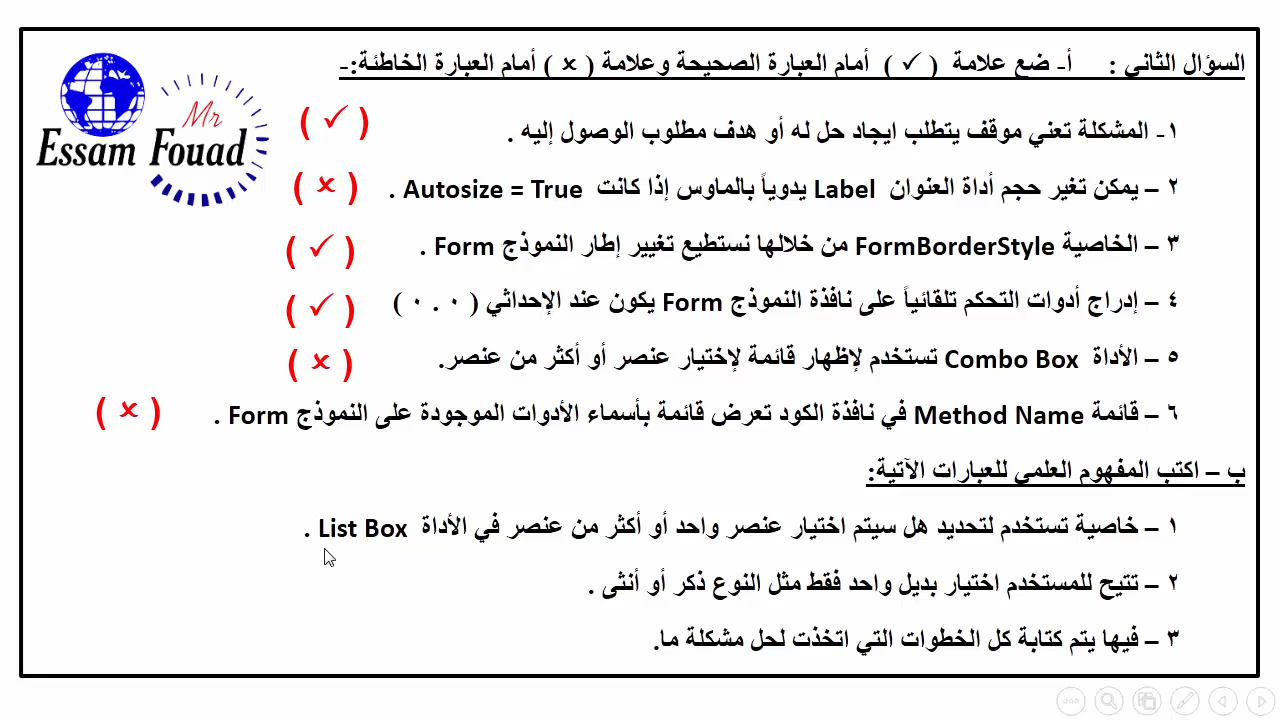 السؤال الثاني : أ- ضع علامة ( ✓ ) أمام العبارة الصحيحة وعلامة ( × ) أمام العبارة الخاطئة:-
Mr
Essam Fouad
١- المشكلة تعني موقف يتطلب ايجاد حل له أو هدف مطلوب الوصول إليه . ( ✓ )
٢ – يمكن تغير حجم أداة العنوان Label يدوياً بالماوس إذا كانت Autosize = True . ( × )
٣ – الخاصية FormBorderStyle من خلالها نستطيع تغيير إطار النموذج Form . ( ✓ )
٤ – إدراج أدوات التحكم تلقائياً على نافذة النموذج Form يكون عند الإحداثي ( ٠ . ٠ ) ( ✓ )
٥ – الأداة Combo Box تستخدم لإظهار قائمة لإختيار عنصر أو أكثر من عنصر. ( × )
٦ – قائمة Method Name في نافذة الكود تعرض قائمة بأسماء الأدوات الموجودة على النموذج Form . ( × )
ب – اكتب المفهوم العلمي للعبارات الآتية:
١ – خاصية تستخدم لتحديد هل سيتم اختيار عنصر واحد أو أكثر من عنصر في الأداة List Box .
٢ – تتيح للمستخدم اختيار بديل واحد فقط مثل النوع ذكر أو أنثى .
٣ – فيها يتم كتابة كل الخطوات التي اتخذت لحل مشكلة ما.